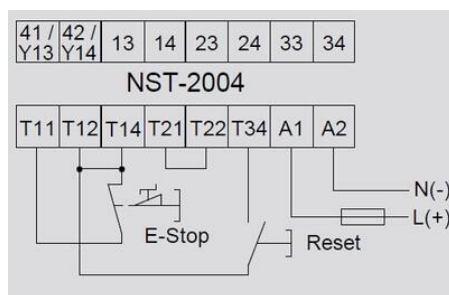 41 / 42 / 13 14 23 24 33 34
Y13 Y14
NST-2004
T11 T12 T14 T21 T22 T34 A1 A2
N(-)
L(+)
E-Stop
Reset